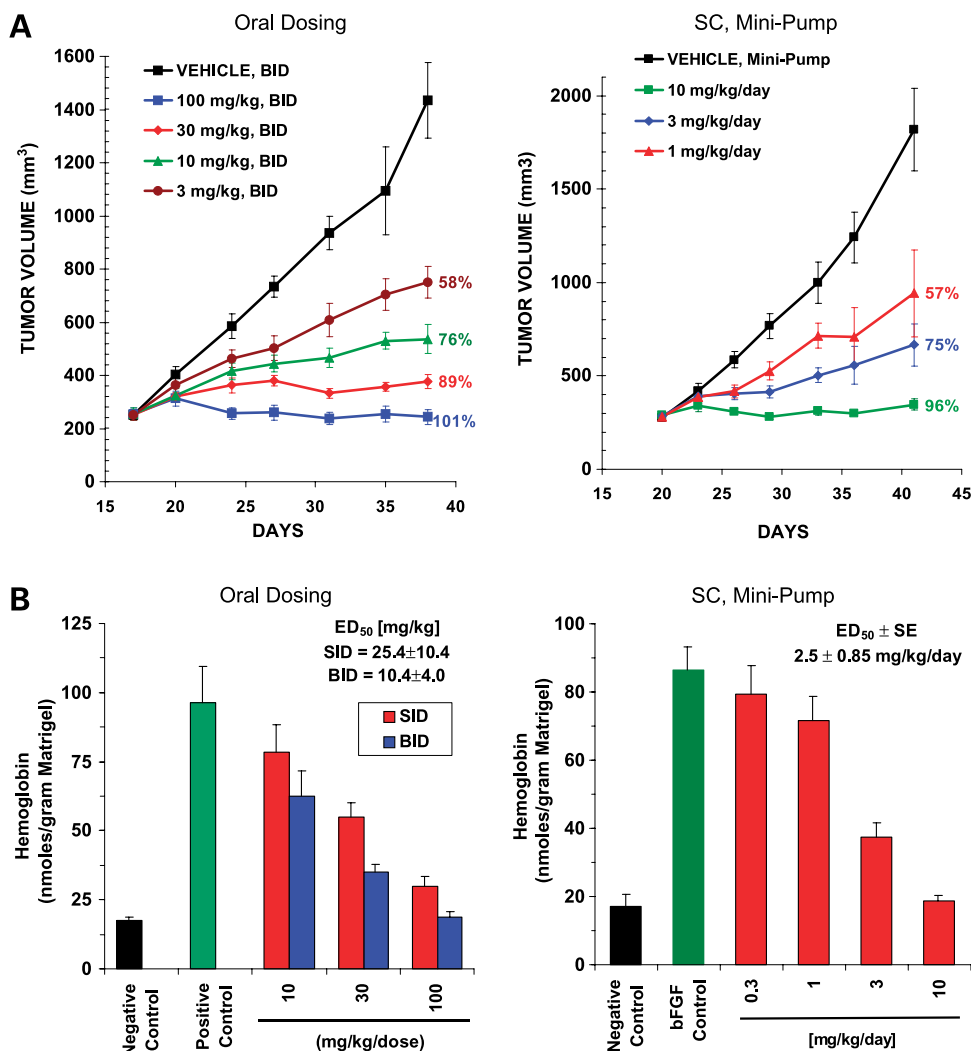 A
Oral Dosing
TUMOR VOLUME (mm³)
1600
1400
1200
1000
800
600
400
200
0
VEHICLE, BID
100 mg/kg, BID
30 mg/kg, BID
10 mg/kg, BID
3 mg/kg, BID
58%
76%
89%
101%
15 20 25 30 35 40
DAYS
SC, Mini-Pump
TUMOR VOLUME (mm3)
2000
1500
1000
500
0
VEHICLE, Mini-Pump
10 mg/kg/day
3 mg/kg/day
1 mg/kg/day
57%
75%
96%
15 20 25 30 35 40 45
DAYS
B
Oral Dosing
Hemoglobin
(nmoles/gram Matrigel)
125
100
75
50
25
0
ED₅₀ [mg/kg]
SID = 25.4±10.4
BID = 10.4±4.0
SID
BID
Negative
Control
Positive
Control
10
30
100
(mg/kg/dose)
SC, Mini-Pump
Hemoglobin
(nmoles/gram Matrigel)
100
80
60
40
20
0
ED₅₀ ± SE
2.5 ± 0.85 mg/kg/day
Negative
Control
bFGF
Control
0.3
1
3
10
[mg/kg/day]